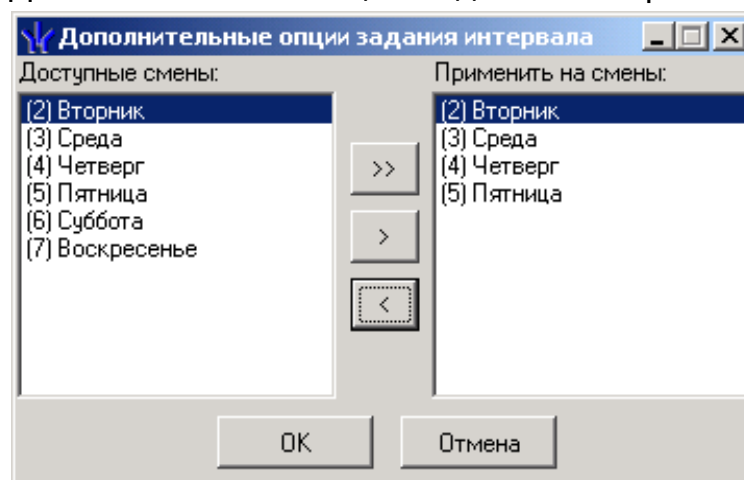 Дополнительные опции задания интервала
Доступные смены:
(2) Вторник
(3) Среда
(4) Четверг
(5) Пятница
(6) Суббота
(7) Воскресенье
>>
>
<
Применить на смены:
(2) Вторник
(3) Среда
(4) Четверг
(5) Пятница
OK
Отмена